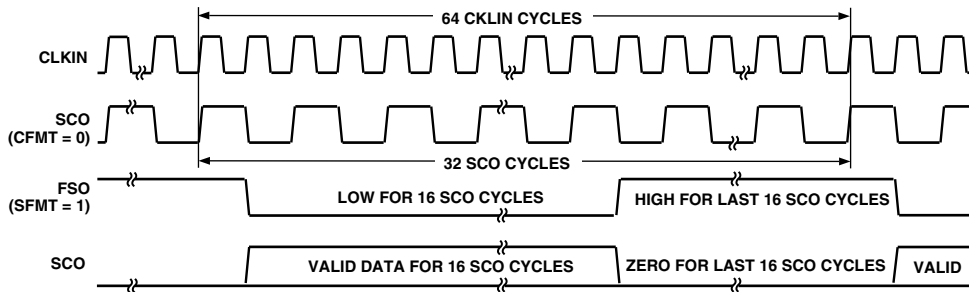 64 CKLIN CYCLES
CLKIN
SCO
(CFMT = 0)
32 SCO CYCLES
FSO
(SFMT = 1)
LOW FOR 16 SCO CYCLES
HIGH FOR LAST 16 SCO CYCLES
SCO
VALID DATA FOR 16 SCO CYCLES
ZERO FOR LAST 16 SCO CYCLES
VALID